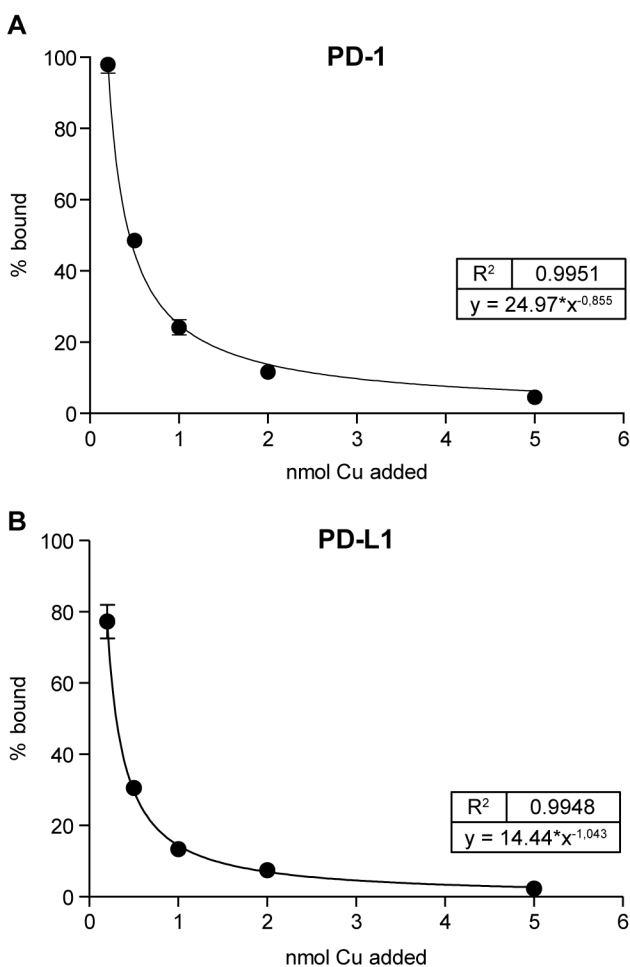 A
PD-1
100
80
60
40
20
0
% bound
R² 0.9951
y = 24.97*x^-0,855
0 1 2 3 4 5 6
nmol Cu added
B
PD-L1
100
80
60
40
20
0
% bound
R² 0.9948
y = 14.44*x^-1,043
0 1 2 3 4 5 6
nmol Cu added